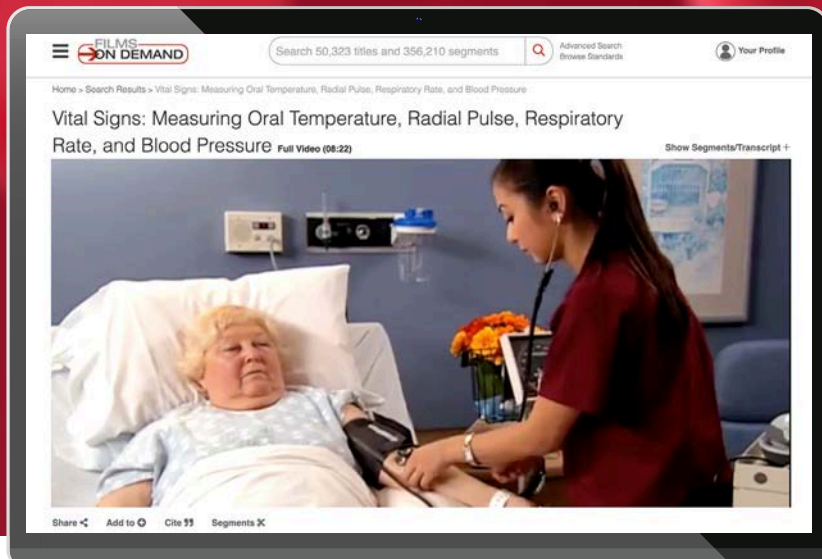 FILMS
ON DEMAND
Search 50,323 titles and 356,210 segments
Advanced Search
Browse Standards
Your Profile
Home > Search Results > Vital Signs: Measuring Oral Temperature, Radial Pulse, Respiratory Rate, and Blood Pressure
Vital Signs: Measuring Oral Temperature, Radial Pulse, Respiratory
Rate, and Blood Pressure Full Video (08:22)
Show Segments/Transcript +
Share
Add to
Cite
Segments